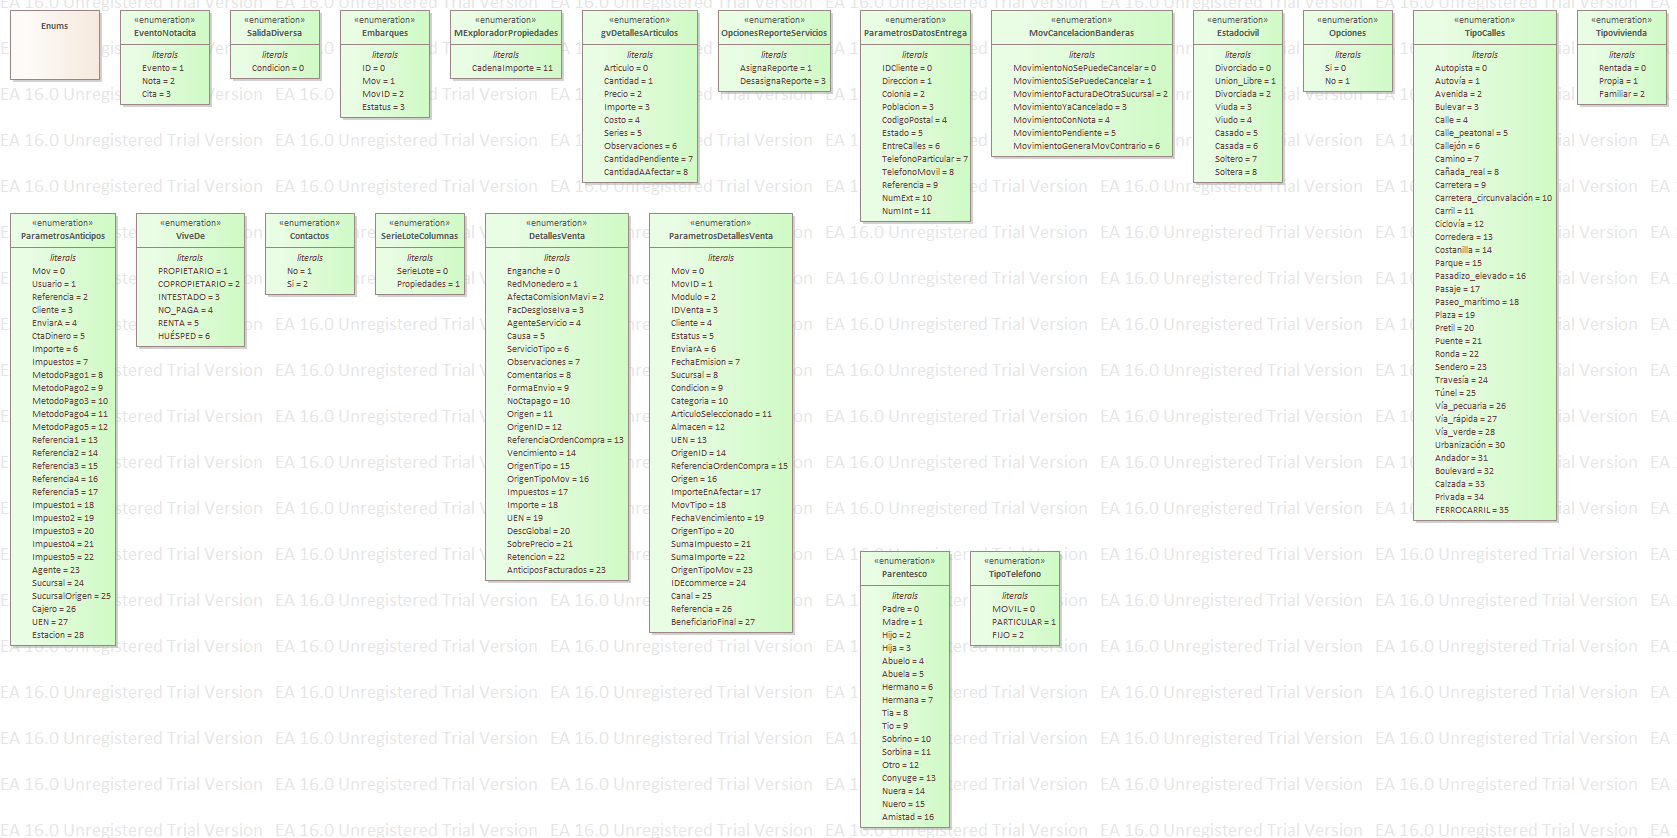 Enums
«enumeration»
EventoNotacita
literals
Evento = 1
Nota = 2
Cita = 3
«enumeration»
SalidaDiversa
literals
Condicion = 0
«enumeration»
Embarques
literals
ID = 0
Mov = 1
MovID = 2
Estatus = 3
«enumeration»
MExploradorPropiedades
literals
CadenaImporte = 11
«enumeration»
gvDetallesArticulos
literals
Articulo = 0
Cantidad = 1
Precio = 2
Importe = 3
Costo = 4
Series = 5
Observaciones = 6
CantidadPendiente = 7
CantidadAAfectar = 8
«enumeration»
OpcionesReporteServicios
literals
AsignaReporte = 1
DesasignaReporte = 3
«enumeration»
ParametrosDatosEntrega
literals
IDCliente = 0
Direccion = 1
Colonia = 2
Poblacion = 3
CodigoPostal = 4
Estado = 5
EntreCalles = 6
TelefonoParticular = 7
TelefonoMovil = 8
Referencia = 9
NumExt = 10
NumInt = 11
«enumeration»
MovCancelacionBanderas
literals
MovimientoNoSePuedeCancelar = 0
MovimientoSiSePuedeCancelar = 1
MovimientoFacturaDeOtraSucursal = 2
MovimientoYaCancelado = 3
MovimientoConNota = 4
MovimientoPendiente = 5
MovimientoGeneraMovContrario = 6
«enumeration»
Estadocivil
literals
Divorciado = 0
Union_Libre = 1
Divorciada = 2
Viuda = 3
Viudo = 4
Casado = 5
Casada = 6
Soltero = 7
Soltera = 8
«enumeration»
Opciones
literals
Si = 0
No = 1
«enumeration»
TipoCalles
literals
Autopista = 0
Autovía = 1
Avenida = 2
Bulevar = 3
Calle = 4
Calle_peatonal = 5
Callejón = 6
Camino = 7
Cañada_real = 8
Carretera = 9
Carretera_circunvalación = 10
Carril = 11
Ciclovía = 12
Corredera = 13
Costanilla = 14
Parque = 15
Pasadizo_elevado = 16
Pasaje = 17
Paseo_marítimo = 18
Plaza = 19
Pretil = 20
Puente = 21
Ronda = 22
Sendero = 23
Travesía = 24
Túnel = 25
Vía_pecuaria = 26
Vía_rápida = 27
Vía_verde = 28
Urbanización = 30
Andador = 31
Boulevard = 32
Calzada = 33
Privada = 34
FERROCARRIL = 35
«enumeration»
Tipovivienda
literals
Rentada = 0
Propia = 1
Familiar = 2
«enumeration»
ParametrosAnticipos
literals
Mov = 0
Usuario = 1
Referencia = 2
Cliente = 3
EnviarA = 4
CtaDinero = 5
Importe = 6
Impuestos = 7
MetodoPago1 = 8
MetodoPago2 = 9
MetodoPago3 = 10
MetodoPago4 = 11
MetodoPago5 = 12
Referencia1 = 13
Referencia2 = 14
Referencia3 = 15
Referencia4 = 16
Referencia5 = 17
Impuesto1 = 18
Impuesto2 = 19
Impuesto3 = 20
Impuesto4 = 21
Impuesto5 = 22
Agente = 23
Sucursal = 24
SucursalOrigen = 25
Cajero = 26
UEN = 27
Estacion = 28
«enumeration»
ViveDe
literals
PROPIETARIO = 1
COPROPIETARIO = 2
INTESTADO = 3
NO_PAGA = 4
RENTA = 5
HUÉSPED = 6
«enumeration»
Contactos
literals
No = 1
Si = 2
«enumeration»
SerieLoteColumnas
literals
SerieLote = 0
Propiedades = 1
«enumeration»
DetallesVenta
literals
Enganche = 0
RedMonedero = 1
AfectaComisionMavi = 2
FacDesgloseIva = 3
AgenteServicio = 4
Causa = 5
ServicioTipo = 6
Observaciones = 7
Comentarios = 8
FormaEnvio = 9
NoCtapago = 10
Origen = 11
OrigenID = 12
ReferenciaOrdenCompra = 13
Vencimiento = 14
OrigenTipo = 15
OrigenTipoMov = 16
Impuestos = 17
Importe = 18
UEN = 19
DescGlobal = 20
SobrePrecio = 21
Retencion = 22
AnticiposFacturados = 23
«enumeration»
ParametrosDetallesVenta
literals
Mov = 0
MovID = 1
Modulo = 2
IDVenta = 3
Cliente = 4
Estatus = 5
EnviarA = 6
FechaEmision = 7
Sucursal = 8
Condicion = 9
Categoria = 10
ArticuloSeleccionado = 11
Almacen = 12
UEN = 13
OrigenID = 14
ReferenciaOrdenCompra = 15
Origen = 16
ImporteEnAfectar = 17
MovTipo = 18
FechaVencimiento = 19
OrigenTipo = 20
SumaImpuesto = 21
SumaImporte = 22
OrigenTipoMov = 23
IDEcommerce = 24
Canal = 25
Referencia = 26
BeneficiarioFinal = 27
«enumeration»
Parentesco
literals
Padre = 0
Madre = 1
Hijo = 2
Hija = 3
Abuelo = 4
Abuela = 5
Hermano = 6
Hermana = 7
Tia = 8
Tio = 9
Sobrino = 10
Sorbina = 11
Otro = 12
Conyuge = 13
Nuera = 14
Nuero = 15
Amistad = 16
«enumeration»
TipoTelefono
literals
MOVIL = 0
PARTICULAR = 1
FIJO = 2
EA 16.0 Unregistered Trial Version